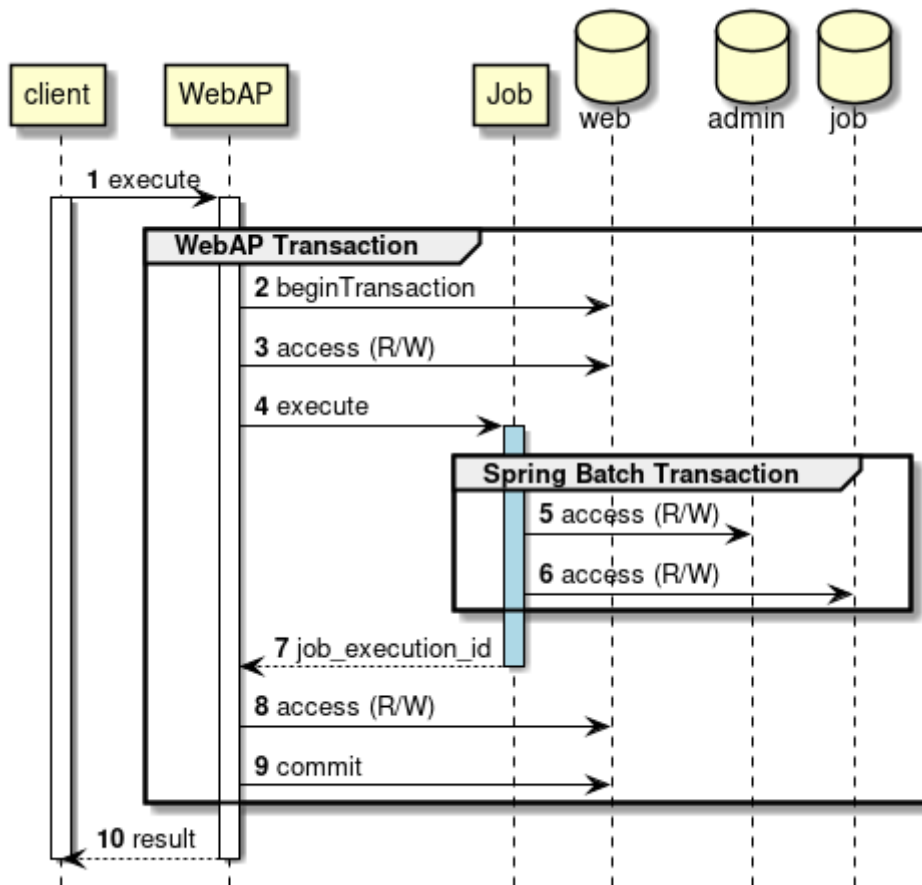 client
WebAP
Job
web
admin
job
1 execute
WebAP Transaction
2 beginTransaction
3 access (R/W)
4 execute
Spring Batch Transaction
5 access (R/W)
6 access (R/W)
7 job_execution_id
8 access (R/W)
9 commit
10 result